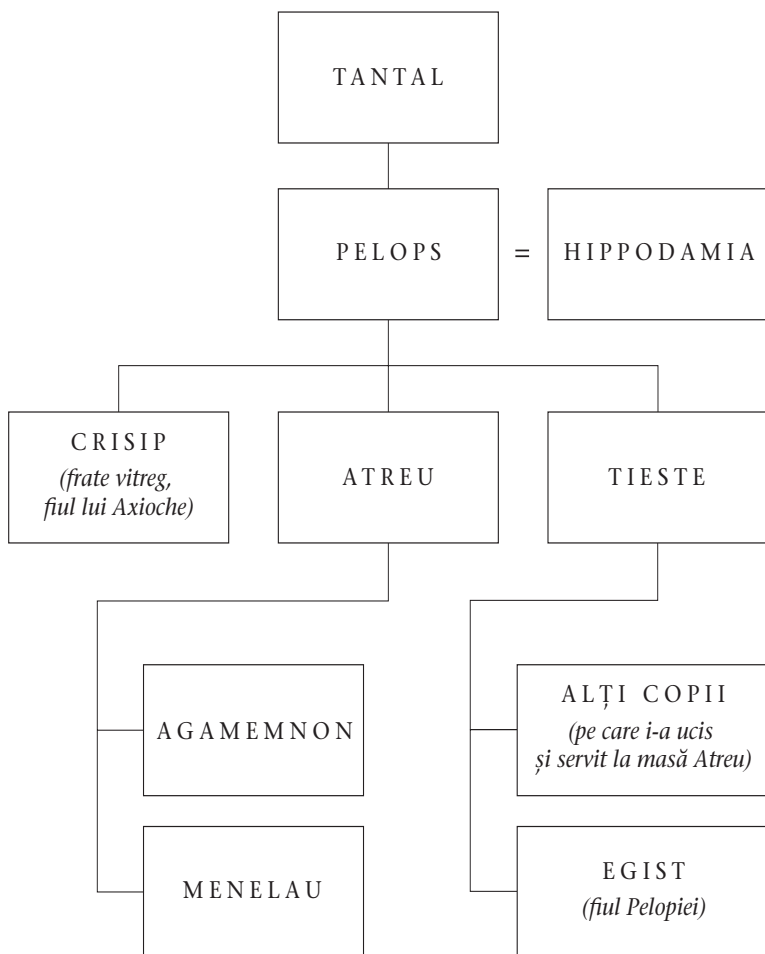 TANTAL
PELOPS = HIPPODAMIA
CRISIP
(frate vitreg,
fiul lui Axioche)
ATREU
TIESTE
AGAMEMNON
ALȚI COPII
(pe care i-a ucis
și servit la masă Atreu)
MENELAU
EGIST
(fiul Pelopiei)